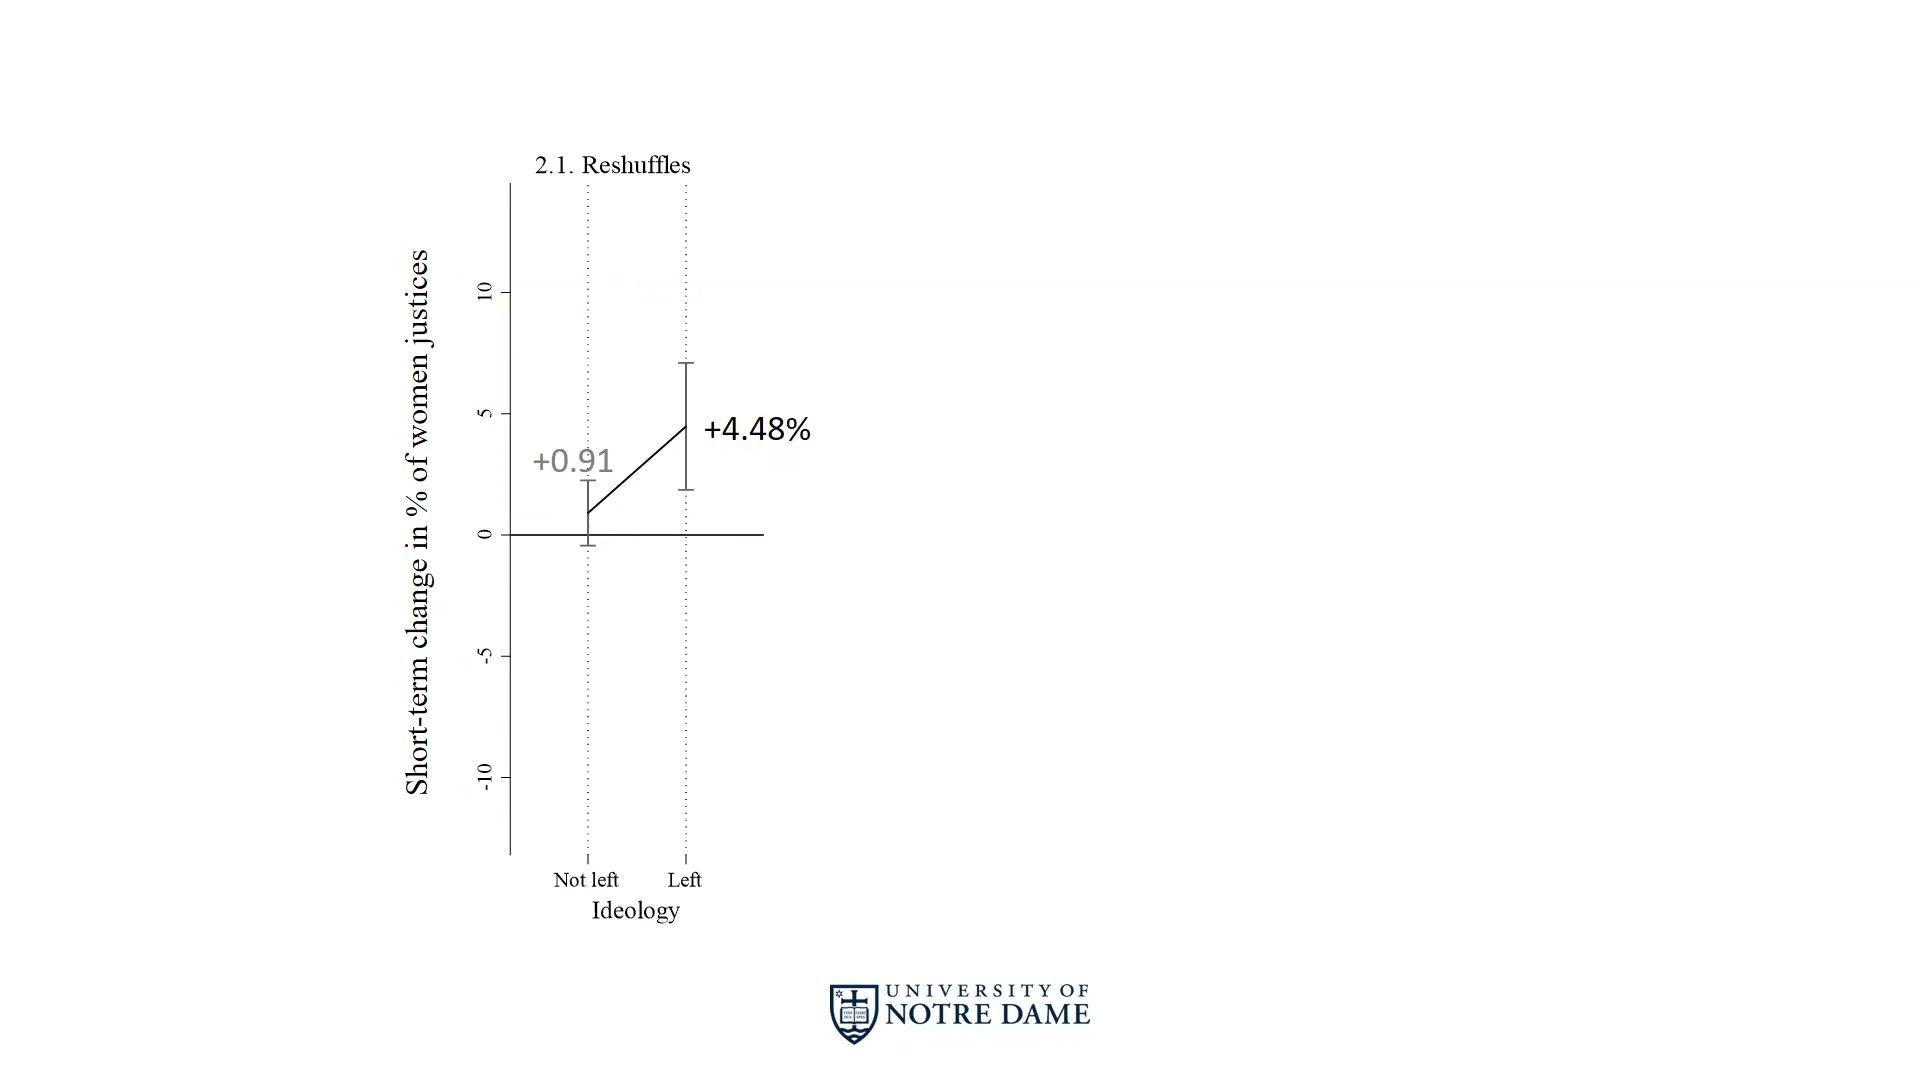 2.1. Reshuffles
Short-term change in % of women justices
10
5
0
-5
-10
+0.91
+4.48%
Not left
Left
Ideology
UNIVERSITY OF
NOTRE DAME